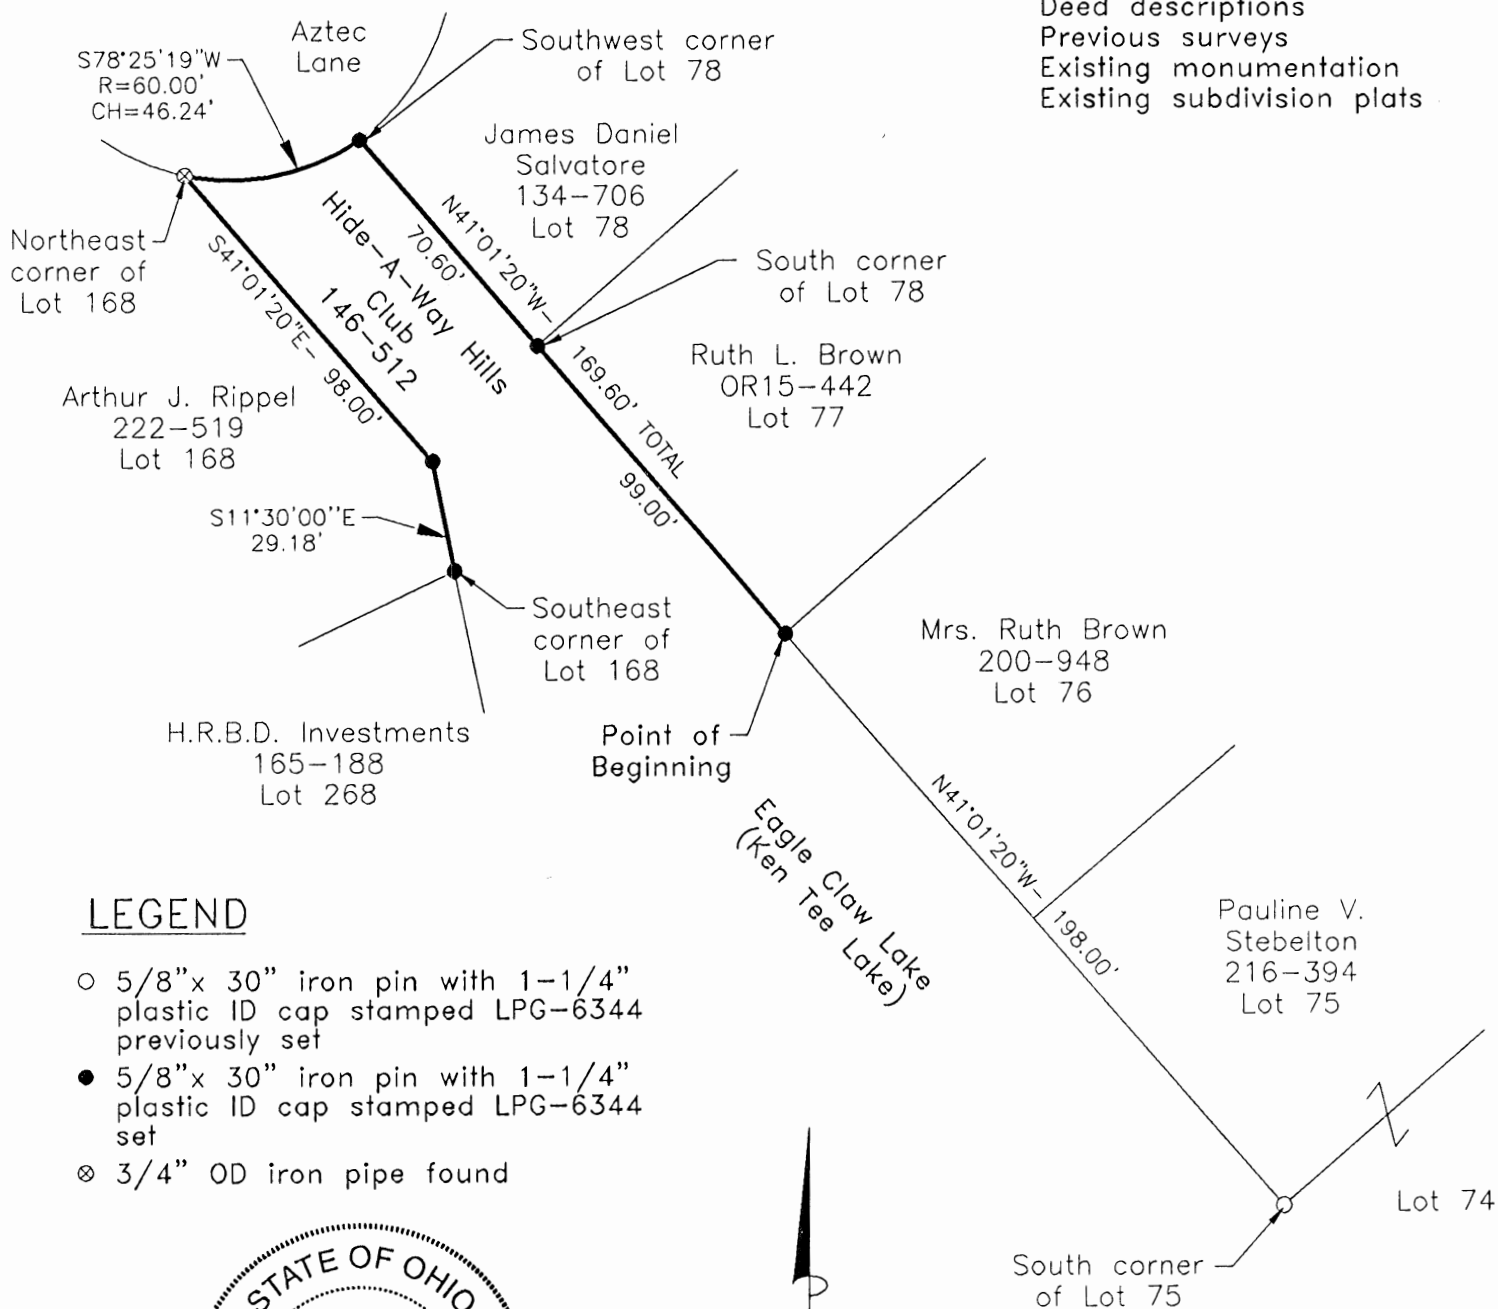 Deed descriptions
Previous surveys
Existing monumentation
Existing subdivision plats
Aztec
Lane
S78°25'19"W
R=60.00'
CH=46.24'
Southwest corner
of Lot 78
James Daniel
Salvatore
134-706
Lot 78
Northeast
corner of
Lot 168
N41°01'20"W-
70.60'
169.60' TOTAL
99.00'
Hide-A-Way Hills
Club
146-512
S41°01'20"E- 98.00'
South corner
of Lot 78
Ruth L. Brown
OR15-442
Lot 77
Arthur J. Rippel
222-519
Lot 168
S11°30'00"E
29.18'
Southeast
corner of
Lot 168
Mrs. Ruth Brown
200-948
Lot 76
H.R.B.D. Investments
165-188
Lot 268
Point of
Beginning
Eagle Claw Lake
(Ken Tee Lake)
N41°01'20"W- 198.00'
Pauline V.
Stebelton
216-394
Lot 75
LEGEND
○ 5/8"x 30" iron pin with 1-1/4"
plastic ID cap stamped LPG-6344
previously set
● 5/8"x 30" iron pin with 1-1/4"
plastic ID cap stamped LPG-6344
set
⊗ 3/4" OD iron pipe found
Lot 74
South corner
of Lot 75
STATE OF OHIO